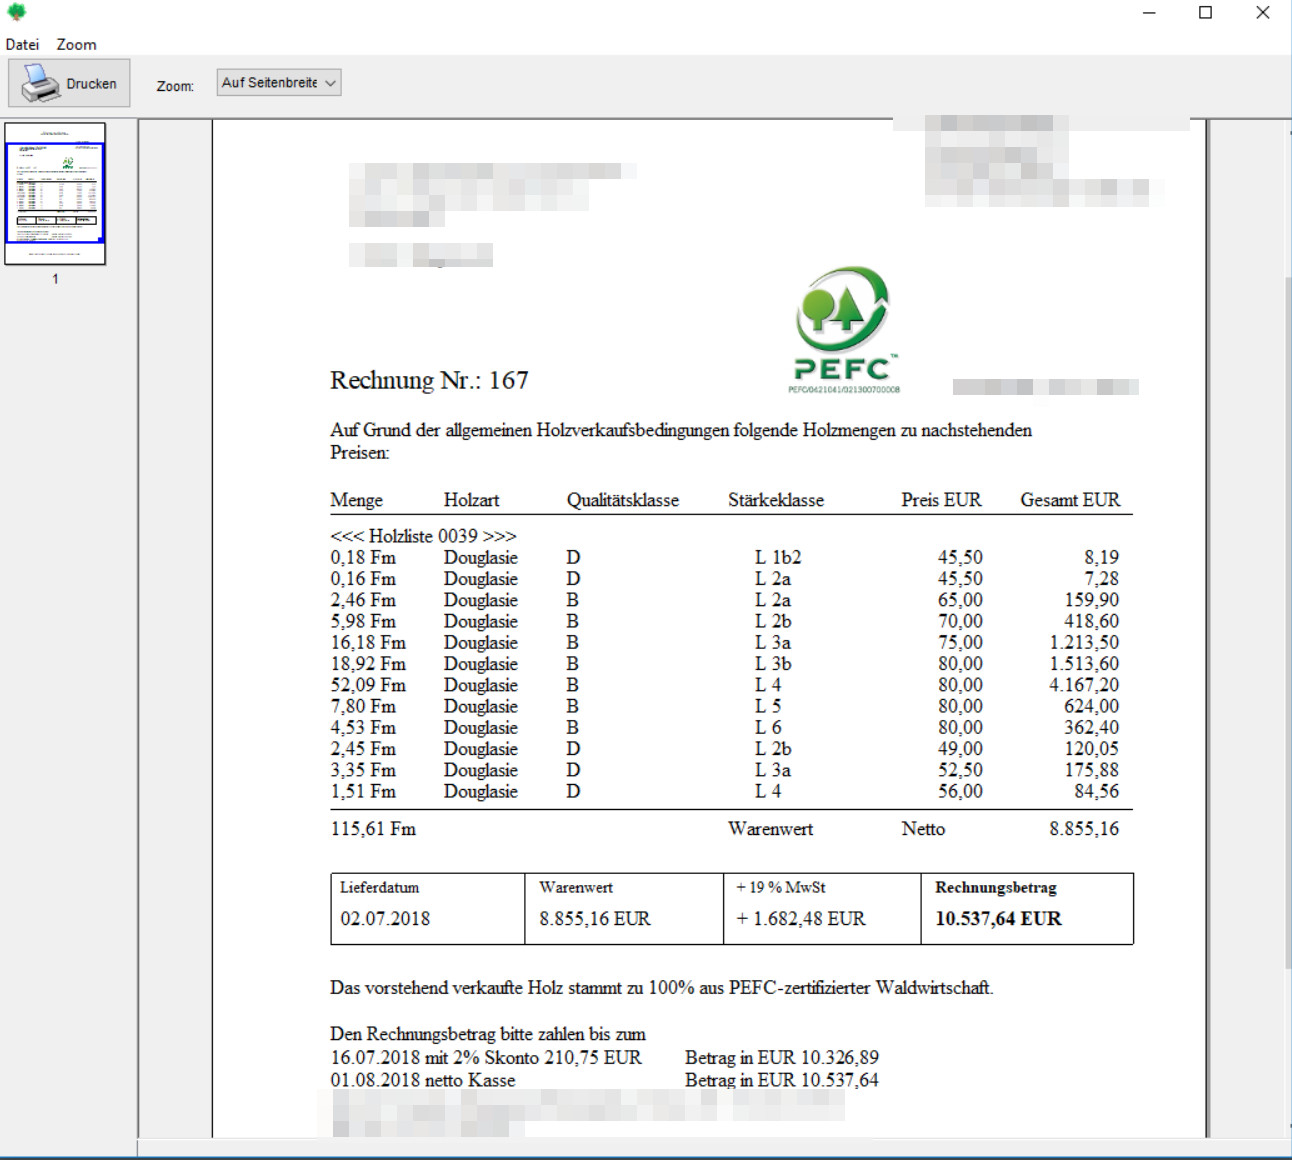 Datei Zoom
Drucken Zoom: Auf Seitenbreite
1
PEFC™
PEFC/0421041/021300700008
Rechnung Nr.: 167
Auf Grund der allgemeinen Holzverkaufsbedingungen folgende Holzmengen zu nachstehenden
Preisen:
Menge Holzart Qualitätsklasse Stärkeklasse Preis EUR Gesamt EUR
<<< Holzliste 0039 >>>
0,18 Fm Douglasie D L 1b2 45,50 8,19
0,16 Fm Douglasie D L 2a 45,50 7,28
2,46 Fm Douglasie B L 2a 65,00 159,90
5,98 Fm Douglasie B L 2b 70,00 418,60
16,18 Fm Douglasie B L 3a 75,00 1.213,50
18,92 Fm Douglasie B L 3b 80,00 1.513,60
52,09 Fm Douglasie B L 4 80,00 4.167,20
7,80 Fm Douglasie B L 5 80,00 624,00
4,53 Fm Douglasie B L 6 80,00 362,40
2,45 Fm Douglasie D L 2b 49,00 120,05
3,35 Fm Douglasie D L 3a 52,50 175,88
1,51 Fm Douglasie D L 4 56,00 84,56
115,61 Fm Warenwert Netto 8.855,16
Lieferdatum Warenwert + 19 % MwSt Rechnungsbetrag
02.07.2018 8.855,16 EUR + 1.682,48 EUR 10.537,64 EUR
Das vorstehend verkaufte Holz stammt zu 100% aus PEFC-zertifizierter Waldwirtschaft.
Den Rechnungsbetrag bitte zahlen bis zum
16.07.2018 mit 2% Skonto 210,75 EUR Betrag in EUR 10.326,89
01.08.2018 netto Kasse Betrag in EUR 10.537,64